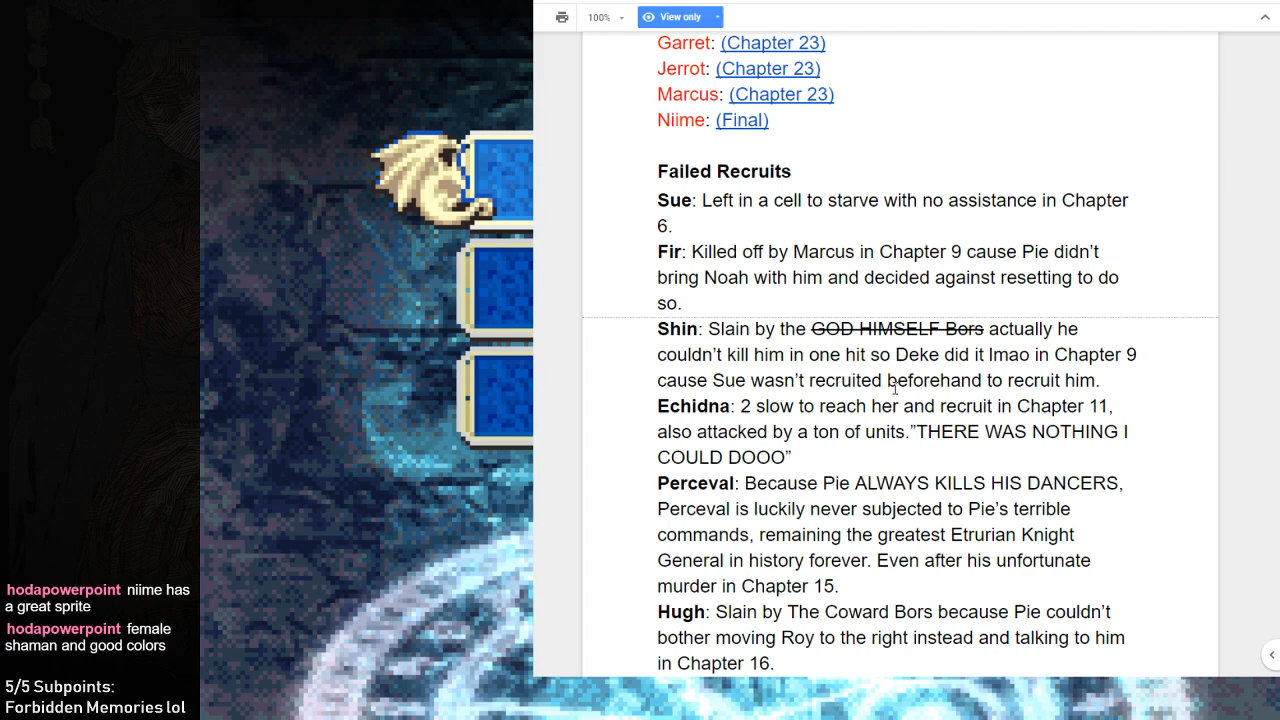 100%
View only
Garret: (Chapter 23)
Jerrot: (Chapter 23)
Marcus: (Chapter 23)
Niime: (Final)
Failed Recruits
Sue: Left in a cell to starve with no assistance in Chapter
6.
Fir: Killed off by Marcus in Chapter 9 cause Pie didn’t
bring Noah with him and decided against resetting to do
so.
Shin: Slain by the GOD HIMSELF Bors actually he
couldn’t kill him in one hit so Deke did it lmao in Chapter 9
cause Sue wasn’t recruited beforehand to recruit him.
Echidna: 2 slow to reach her and recruit in Chapter 11,
also attacked by a ton of units.”THERE WAS NOTHING I
COULD DOOO”
Perceval: Because Pie ALWAYS KILLS HIS DANCERS,
Perceval is luckily never subjected to Pie’s terrible
commands, remaining the greatest Etrurian Knight
General in history forever. Even after his unfortunate
murder in Chapter 15.
Hugh: Slain by The Coward Bors because Pie couldn’t
bother moving Roy to the right instead and talking to him
in Chapter 16.
hodapowerpoint niime has
a great sprite
hodapowerpoint female
shaman and good colors
5/5 Subpoints:
Forbidden Memories lol